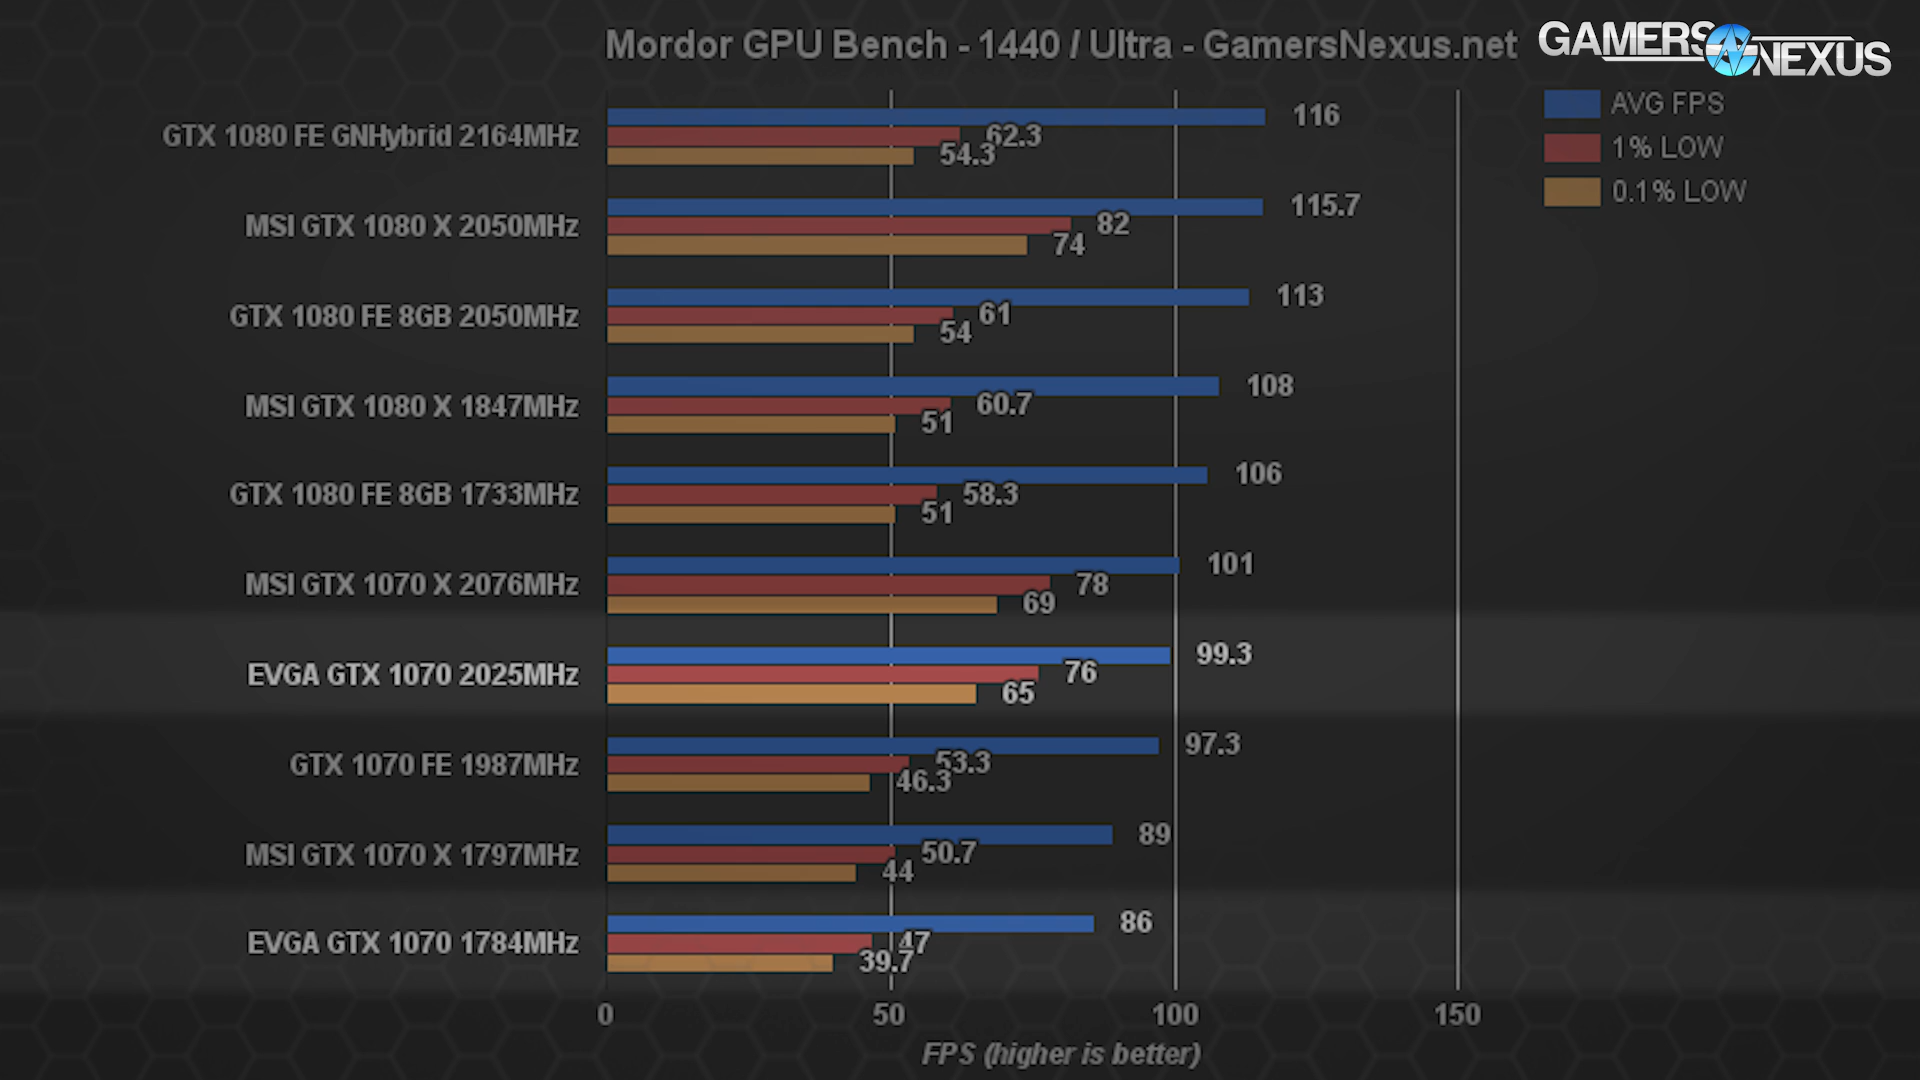 Mordor GPU Bench - 1440 / Ultra - GamersNexus.net
GAMERS NEXUS
AVG FPS
1% LOW
0.1% LOW
GTX 1080 FE GNHybrid 2164MHz
116
62.3
54.3
MSI GTX 1080 X 2050MHz
115.7
82
74
GTX 1080 FE 8GB 2050MHz
113
61
54
MSI GTX 1080 X 1847MHz
108
60.7
51
GTX 1080 FE 8GB 1733MHz
106
58.3
51
MSI GTX 1070 X 2076MHz
101
78
69
EVGA GTX 1070 2025MHz
99.3
76
65
GTX 1070 FE 1987MHz
97.3
53.3
46.3
MSI GTX 1070 X 1797MHz
89
50.7
44
EVGA GTX 1070 1784MHz
86
47
39.7
0 50 100 150
FPS (higher is better)